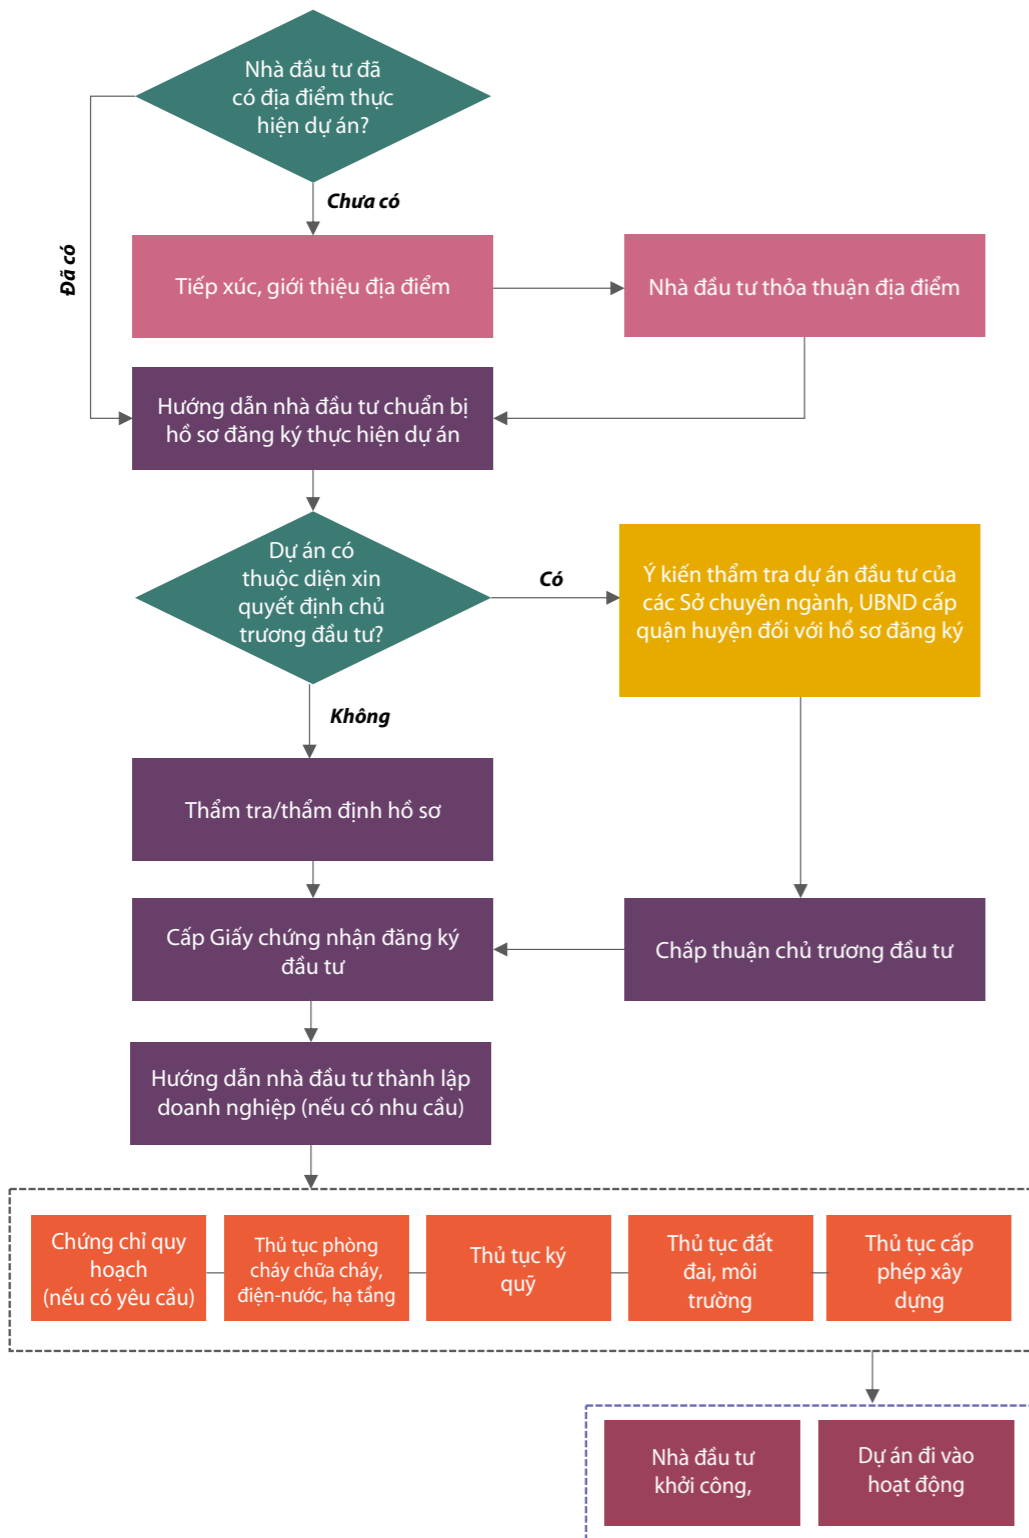 Nhà đầu tư đã
có địa điểm thực
hiện dự án?
Chưa có
Đã có
Tiếp xúc, giới thiệu địa điểm
Nhà đầu tư thỏa thuận địa điểm
Hướng dẫn nhà đầu tư chuẩn bị
hồ sơ đăng ký thực hiện dự án
Dự án có
thuộc diện xin
quyết định chủ
trương đầu tư?
Có
Ý kiến thẩm tra dự án đầu tư của
các Sở chuyên ngành, UBND cấp
quận huyện đối với hồ sơ đăng ký
Không
Thẩm tra/thẩm định hồ sơ
Cấp Giấy chứng nhận đăng ký
đầu tư
Chấp thuận chủ trương đầu tư
Hướng dẫn nhà đầu tư thành lập
doanh nghiệp (nếu có nhu cầu)
Chứng chỉ quy
hoạch
(nếu có yêu cầu)
Thủ tục phòng
cháy chữa cháy,
điện-nước, hạ tầng
Thủ tục ký
quỹ
Thủ tục đất
đai, môi
trường
Thủ tục cấp
phép xây
dựng
Nhà đầu tư
khởi công,
Dự án đi vào
hoạt động